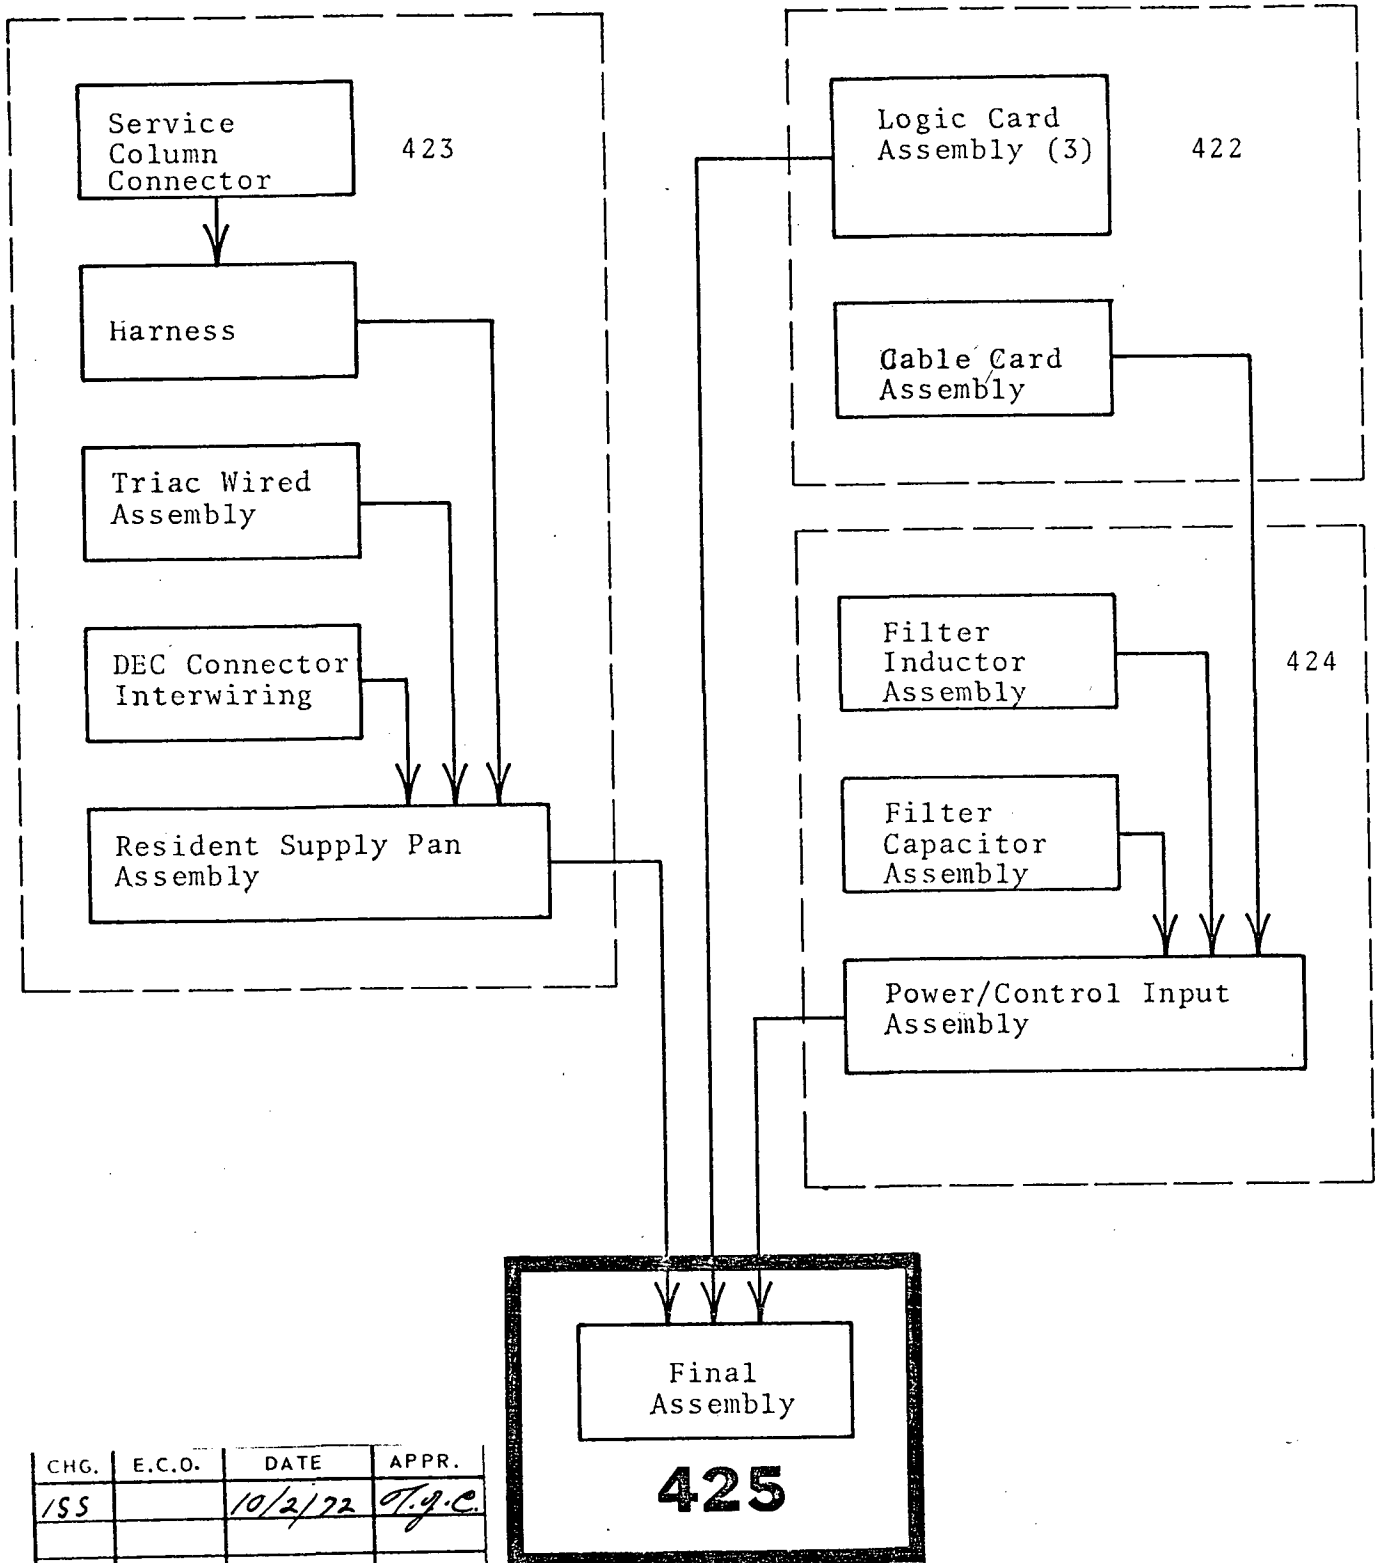 Service
Column
Connector
423
Harness
Triac Wired
Assembly
DEC Connector
Interwiring
Resident Supply Pan
Assembly
Logic Card
Assembly (3)
422
Cable Card
Assembly
Filter
Inductor
Assembly
424
Filter
Capacitor
Assembly
Power/Control Input
Assembly
Final
Assembly
425
CHG. E.C.O. DATE APPR.
ISS 10/2/72